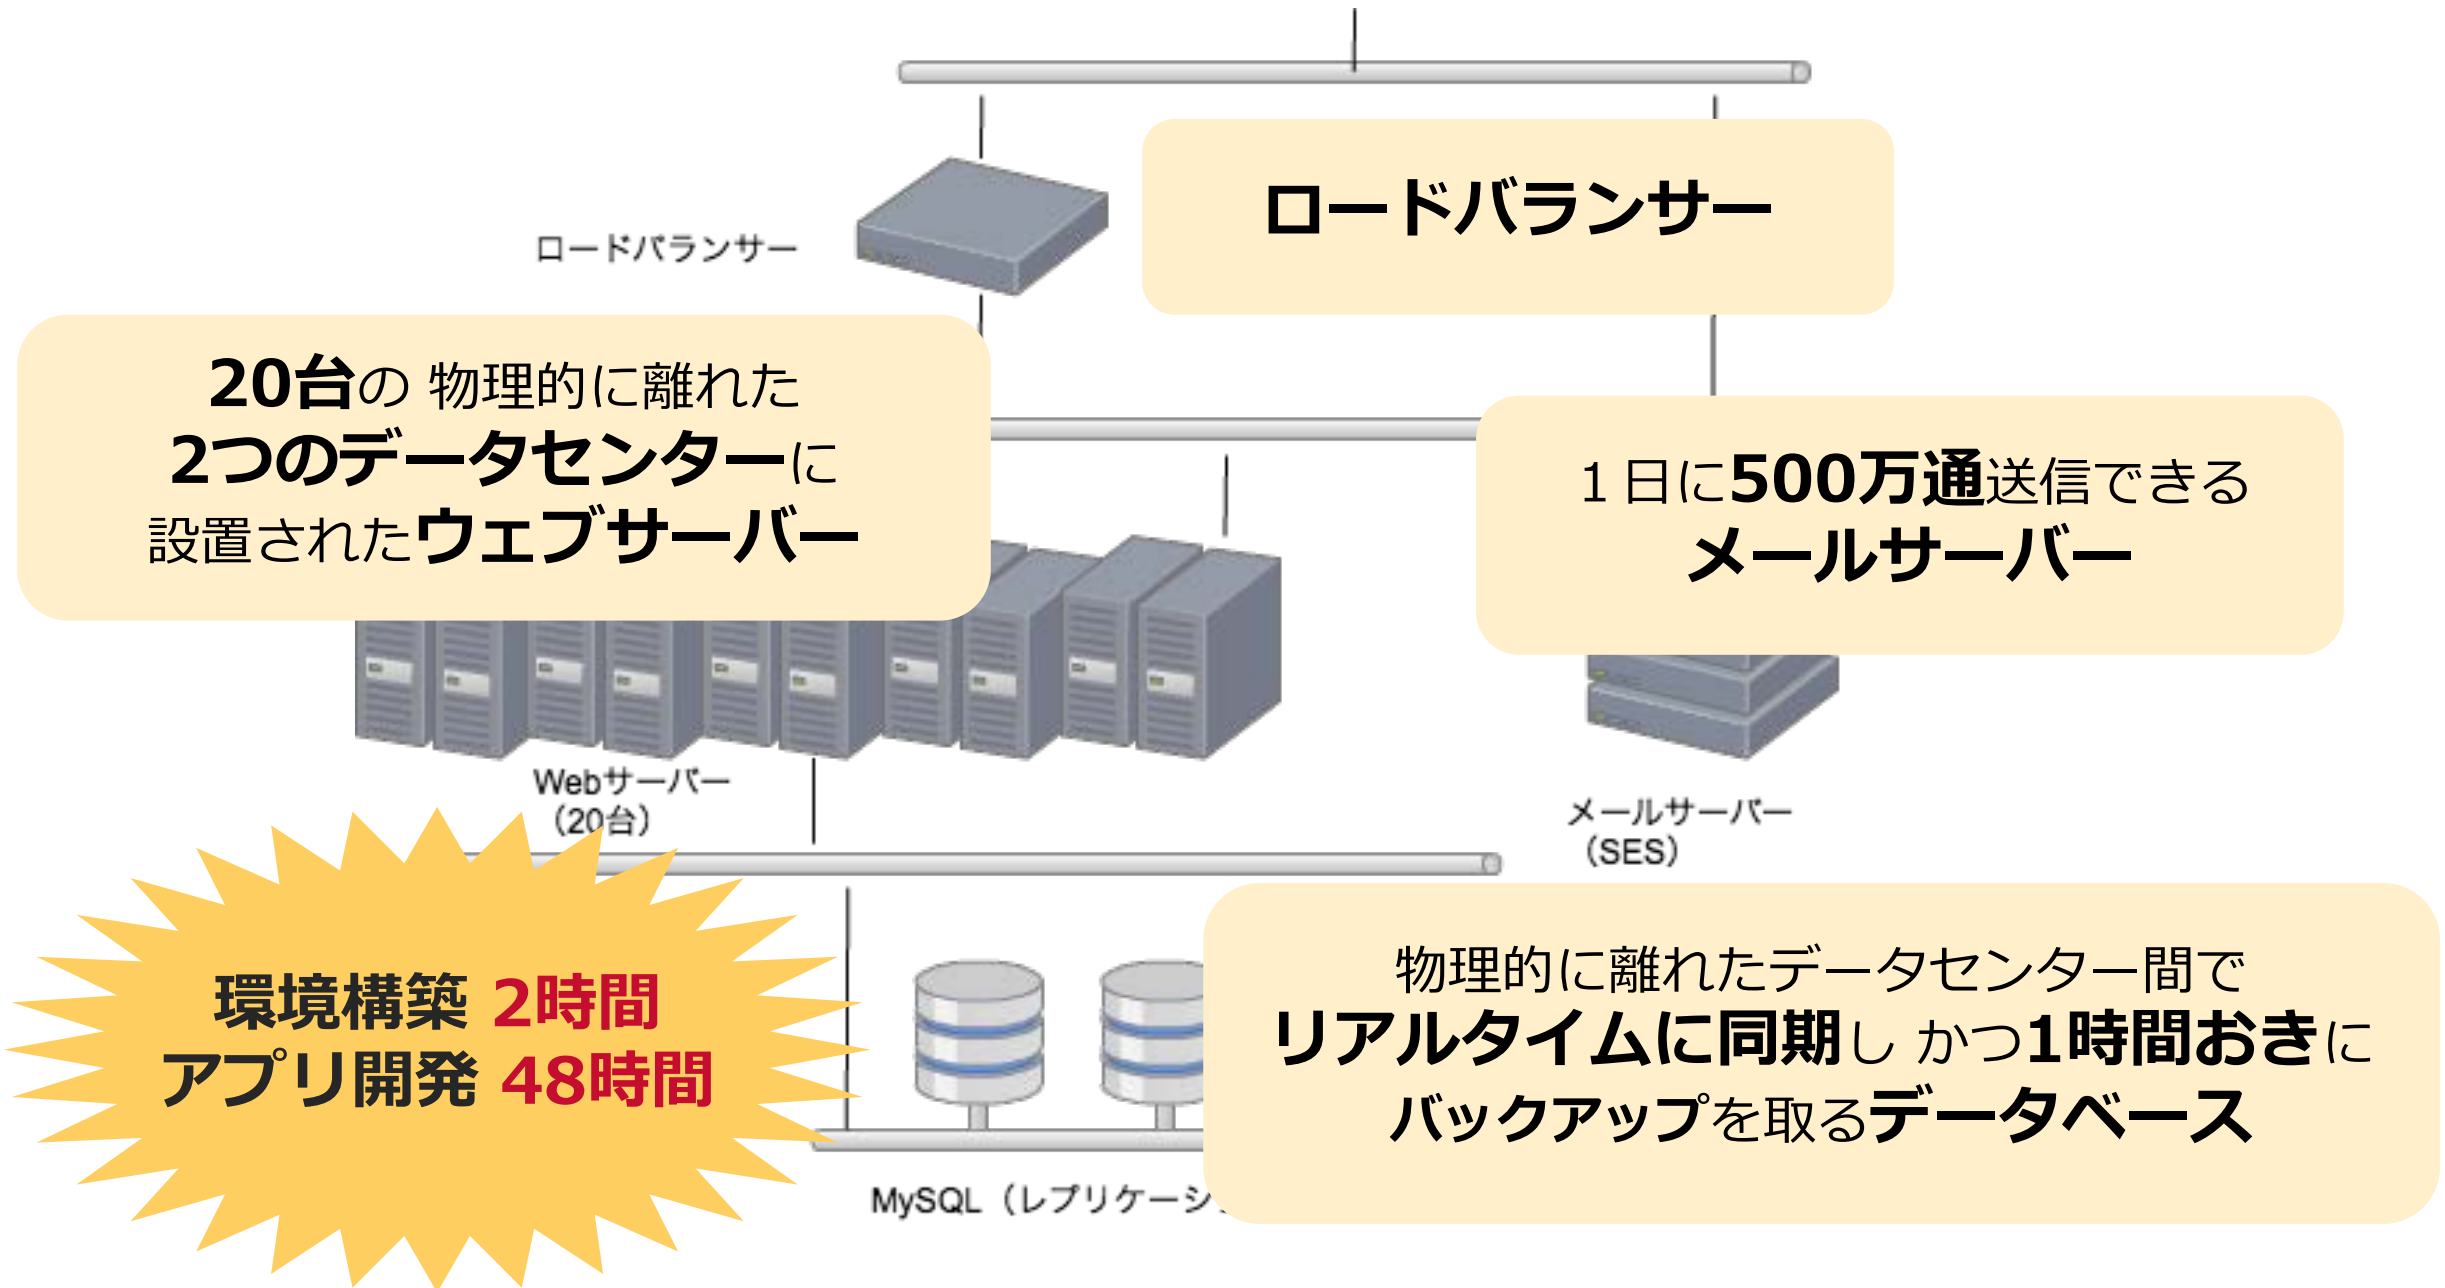 ロードバランサー
ロードバランサー
20台の 物理的に離れた
2つのデータセンターに
設置されたウェブサーバー
１日に500万通送信できる
メールサーバー
Webサーバー
（20台）
メールサーバー
（SES）
環境構築 2時間
アプリ開発 48時間
物理的に離れたデータセンター間で
リアルタイムに同期し かつ1時間おきに
バックアップを取るデータベース
MySQL（レプリケーシ